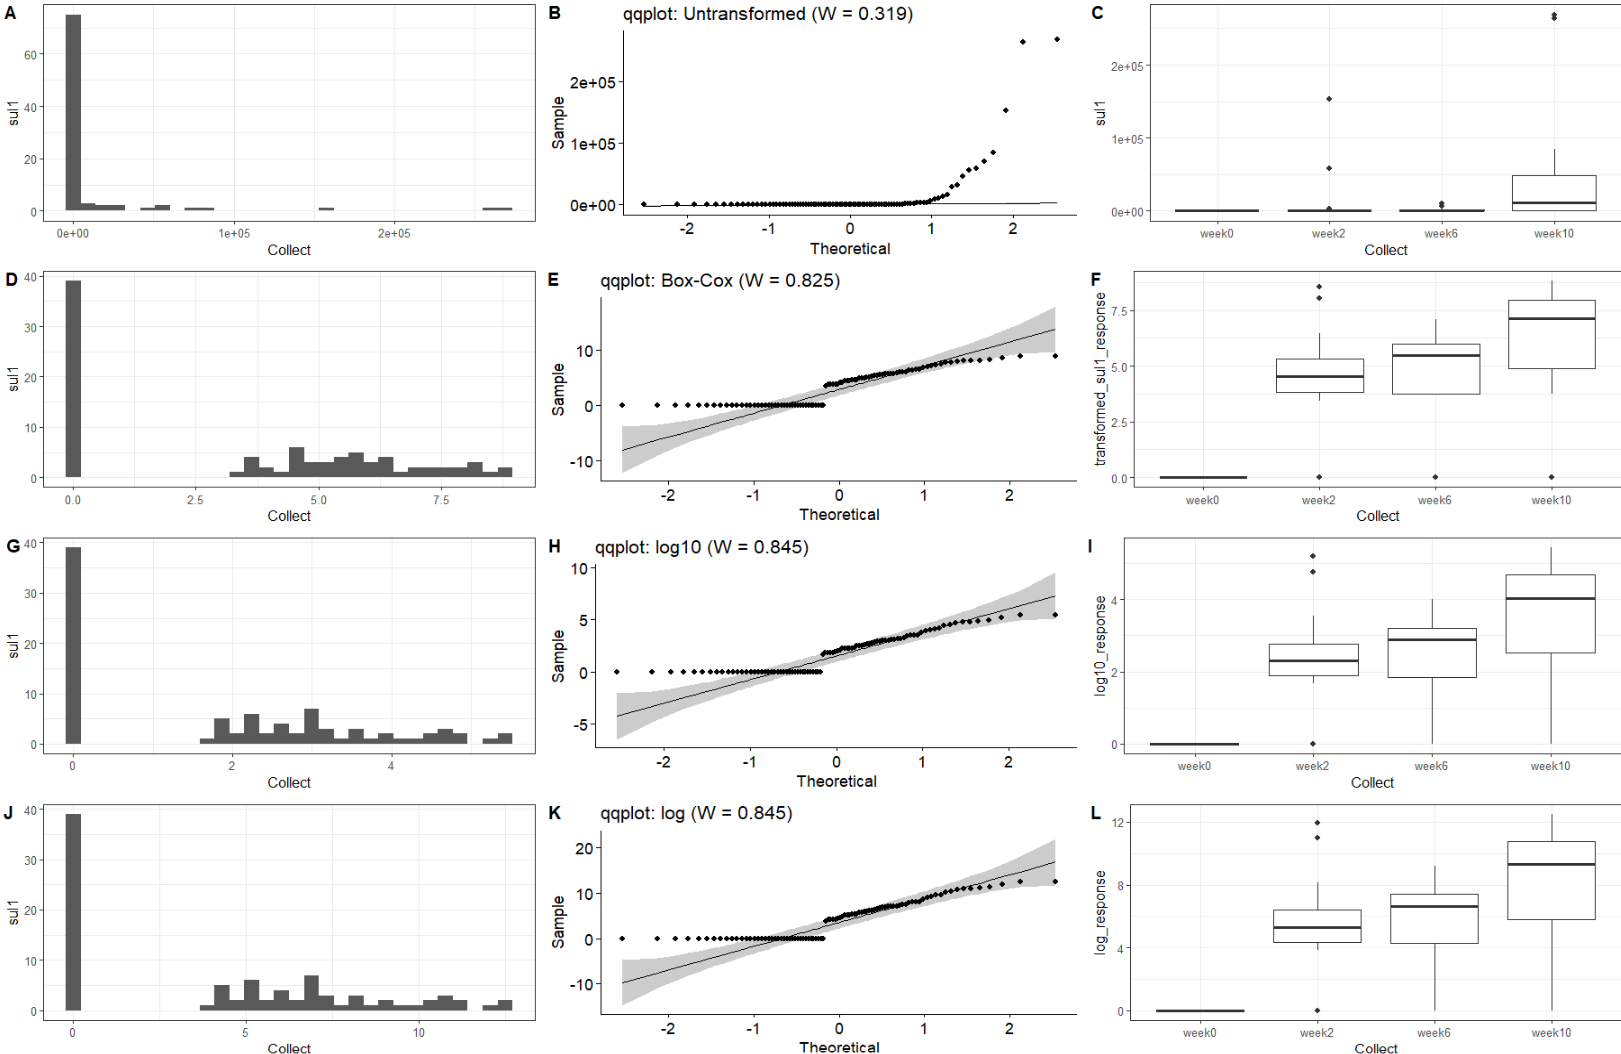 A
sul1
60
40
20
0
0e+00
1e+05
2e+05
Collect
B
qqplot: Untransformed (W = 0.319)
Sample
2e+05
1e+05
0e+00
-2
-1
0
1
2
Theoretical
C
sul1
2e+05
1e+05
0e+00
week0
week2
week6
week10
Collect
D
sul1
40
30
20
10
0
0.0
2.5
5.0
7.5
Collect
E
qqplot: Box-Cox (W = 0.825)
Sample
10
0
-10
-2
-1
0
1
2
Theoretical
F
transformed_sul1_response
7.5
5.0
2.5
0.0
week0
week2
week6
week10
Collect
G
sul1
40
30
20
10
0
0
2
4
Collect
H
qqplot: log10 (W = 0.845)
Sample
10
5
0
-5
-2
-1
0
1
2
Theoretical
I
log10_response
4
2
0
week0
week2
week6
week10
Collect
J
sul1
40
30
20
10
0
0
5
10
Collect
K
qqplot: log (W = 0.845)
Sample
20
10
0
-10
-2
-1
0
1
2
Theoretical
L
log_response
12
8
4
0
week0
week2
week6
week10
Collect